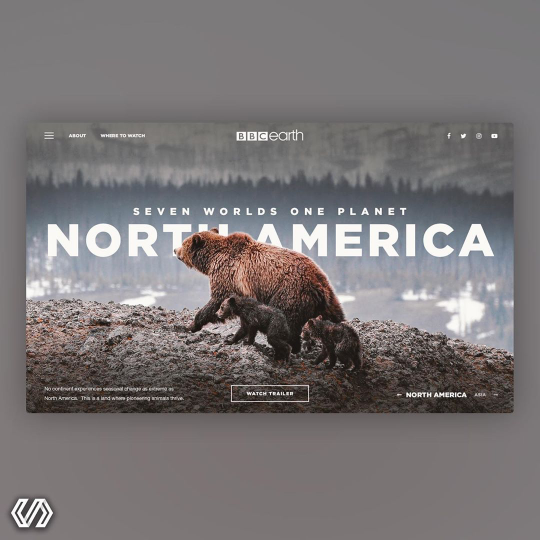 ABOUT
WHERE TO WATCH
BBC earth
SEVEN WORLDS ONE PLANET
NORTH AMERICA
No continent experiences seasonal change as extreme as
North America. This is a land where pioneering animals thrive.
WATCH TRAILER
← NORTH AMERICA ASIA →